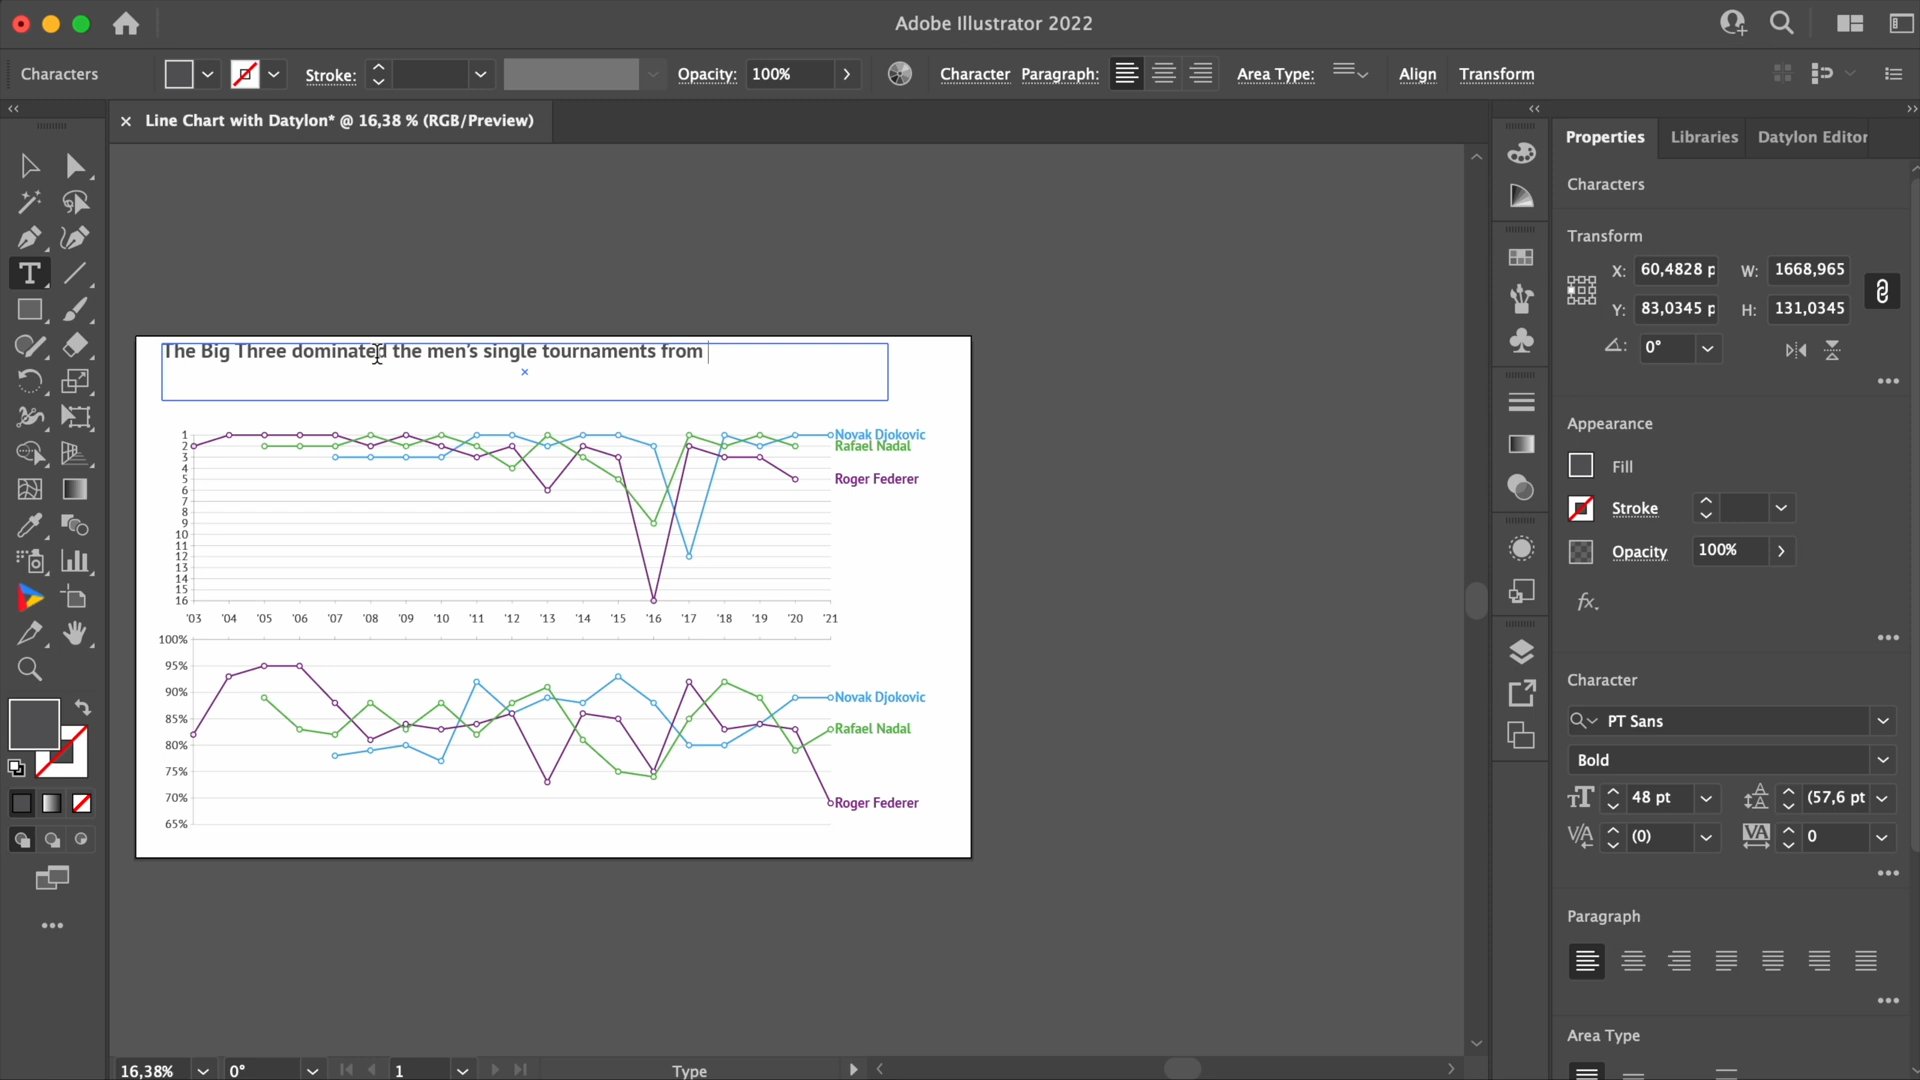 Adobe Illustrator 2022
Characters
Stroke:
Opacity:
100%
Character
Paragraph:
Area Type:
Align
Transform
Line Chart with Datylon* @ 16,38 % (RGB/Preview)
Properties
Libraries
Datylon Editor
Characters
Transform
X: 60,4828 p
W: 1668,965
Y: 83,0345 p
H: 131,0345
0°
Appearance
Fill
Stroke
Opacity
100%
fx.
Character
PT Sans
Bold
48 pt
(57,6 pt
(0)
0
Paragraph
Area Type
The Big Three dominated the men's single tournaments from
1
2
3
4
5
6
7
8
9
10
11
12
13
14
15
16
Novak Djokovic
Rafael Nadal
Roger Federer
'03 '04 '05 '06 '07 '08 '09 '10 '11 '12 '13 '14 '15 '16 '17 '18 '19 '20 '21
100%
95%
90%
85%
80%
75%
70%
65%
Novak Djokovic
Rafael Nadal
Roger Federer
16,38%
0°
1
Type